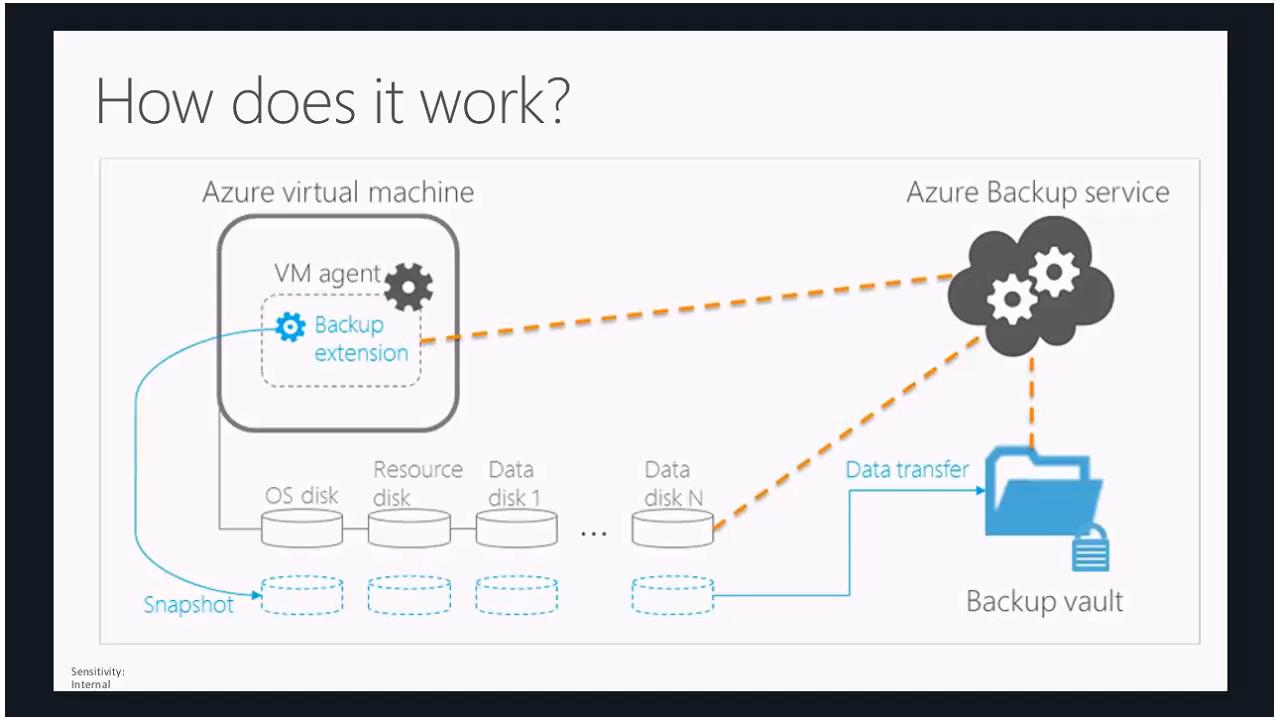 How does it work?
Azure virtual machine
Azure Backup service
VM agent
Backup
extension
Resource
disk
Data
disk 1
Data
disk N
OS disk
...
Data transfer
Snapshot
Backup vault
Sensitivity:
Internal